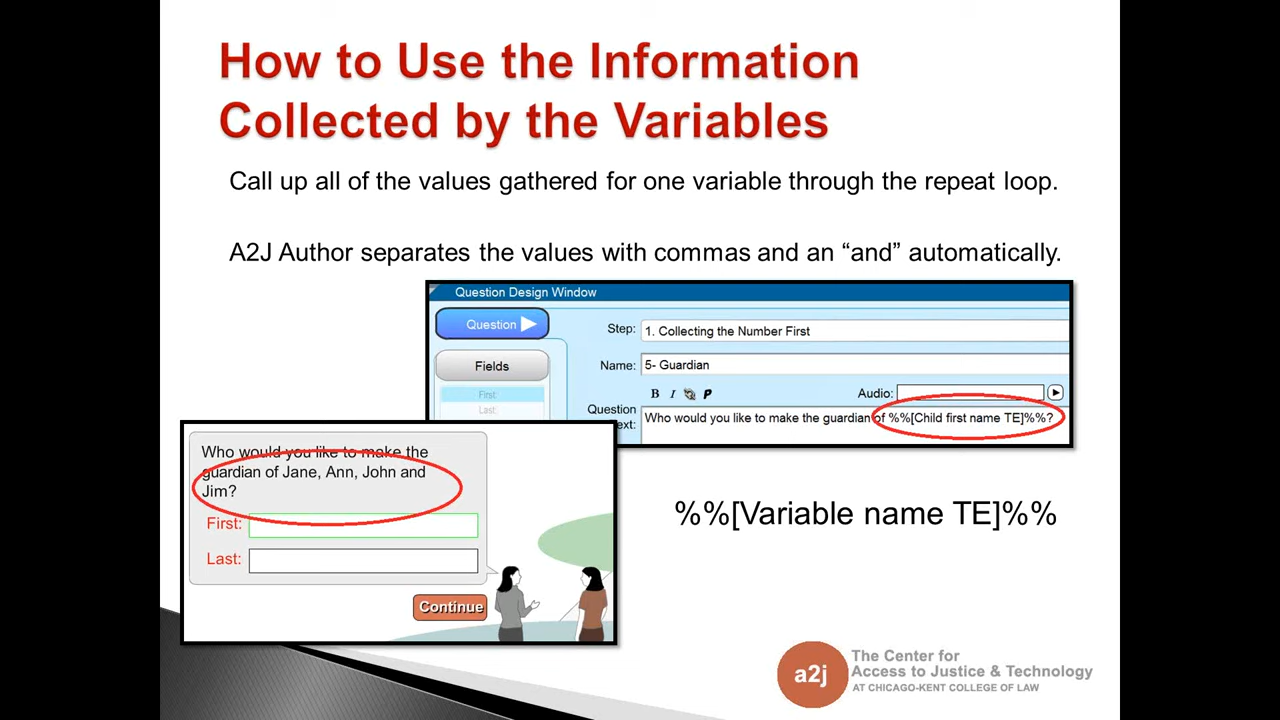 How to Use the Information
Collected by the Variables
Call up all of the values gathered for one variable through the repeat loop.
A2J Author separates the values with commas and an “and” automatically.
Question Design Window
Question
Step: 1. Collecting the Number First
Fields
Name: 5- Guardian
First:
Last:
B I P
Audio:
Question
Text:
Who would you like to make the guardian of %%[Child first name TE]%%?
Who would you like to make the
guardian of Jane, Ann, John and
Jim?
First:
Last:
Continue
%%[Variable name TE]%%
a2j
The Center for
Access to Justice & Technology
AT CHICAGO-KENT COLLEGE OF LAW